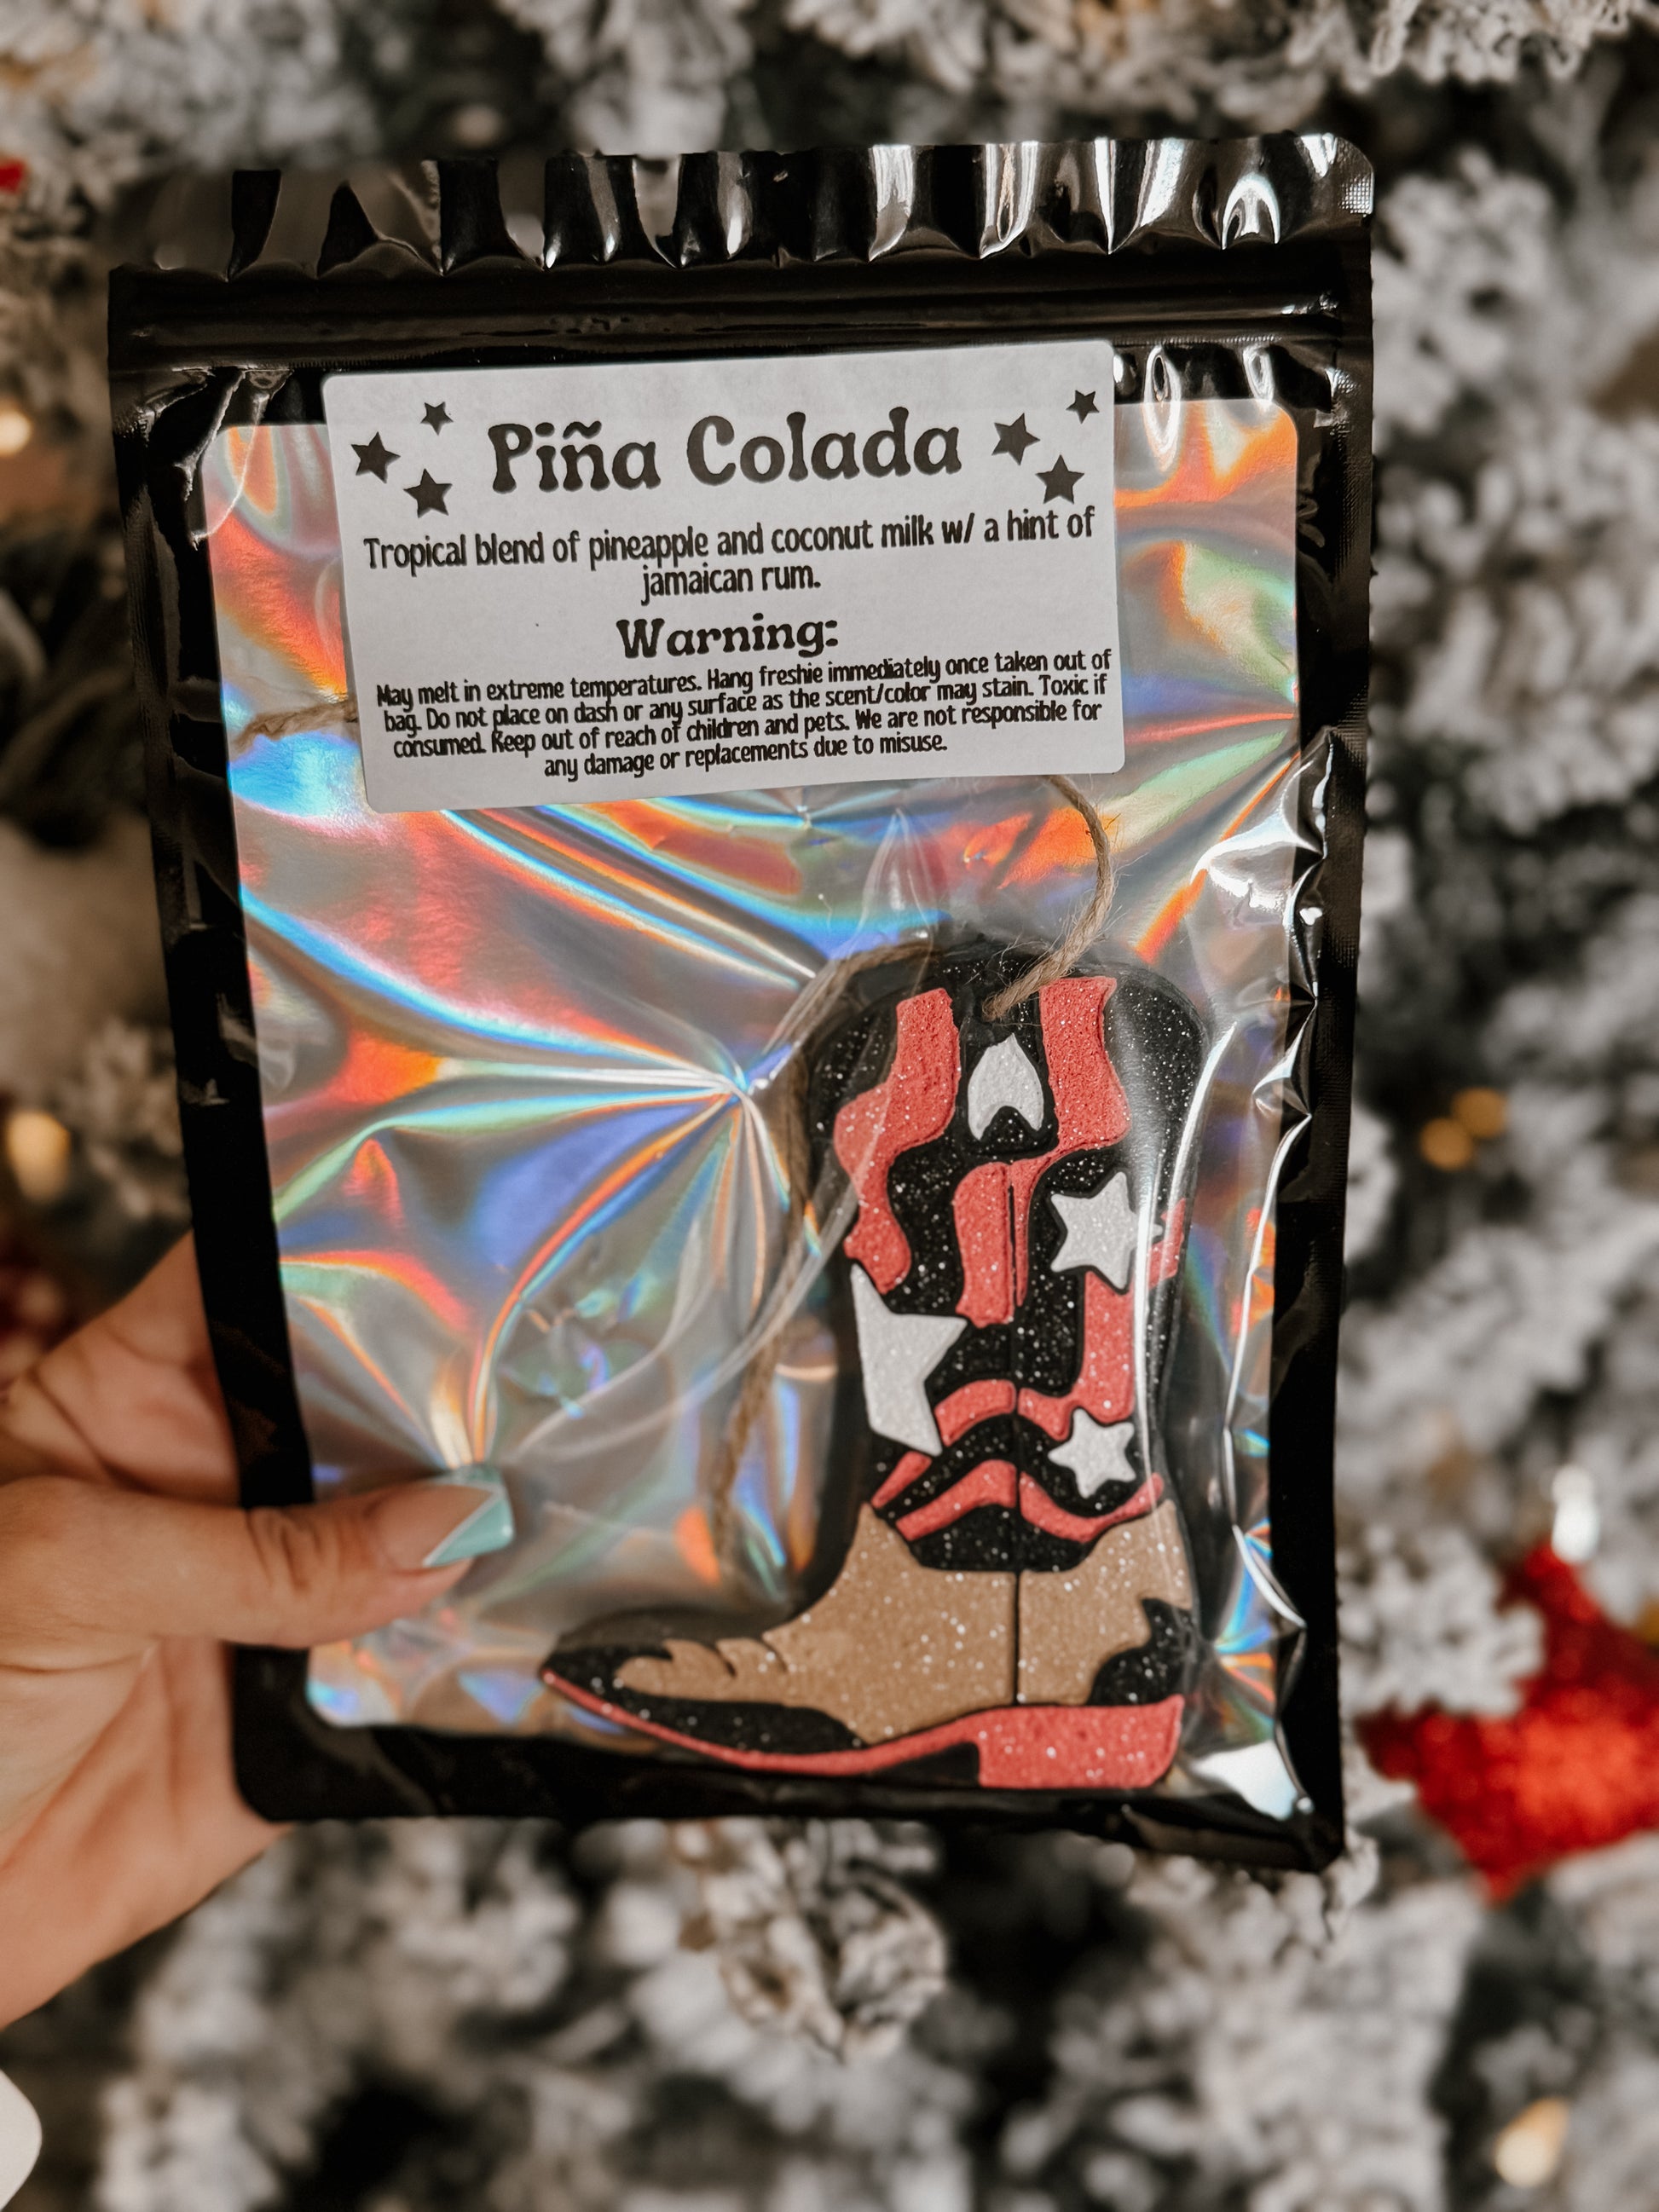 Piña Colada
Tropical blend of pineapple and coconut milk w/ a hint of
jamaican rum.
Warning:
May melt in extreme temperatures. Hang freshie immediately once taken out of
bag. Do not place on dash or any surface as the scent/color may stain. Toxic if
consumed. Keep out of reach of children and pets. We are not responsible for
any damage or replacements due to misuse.